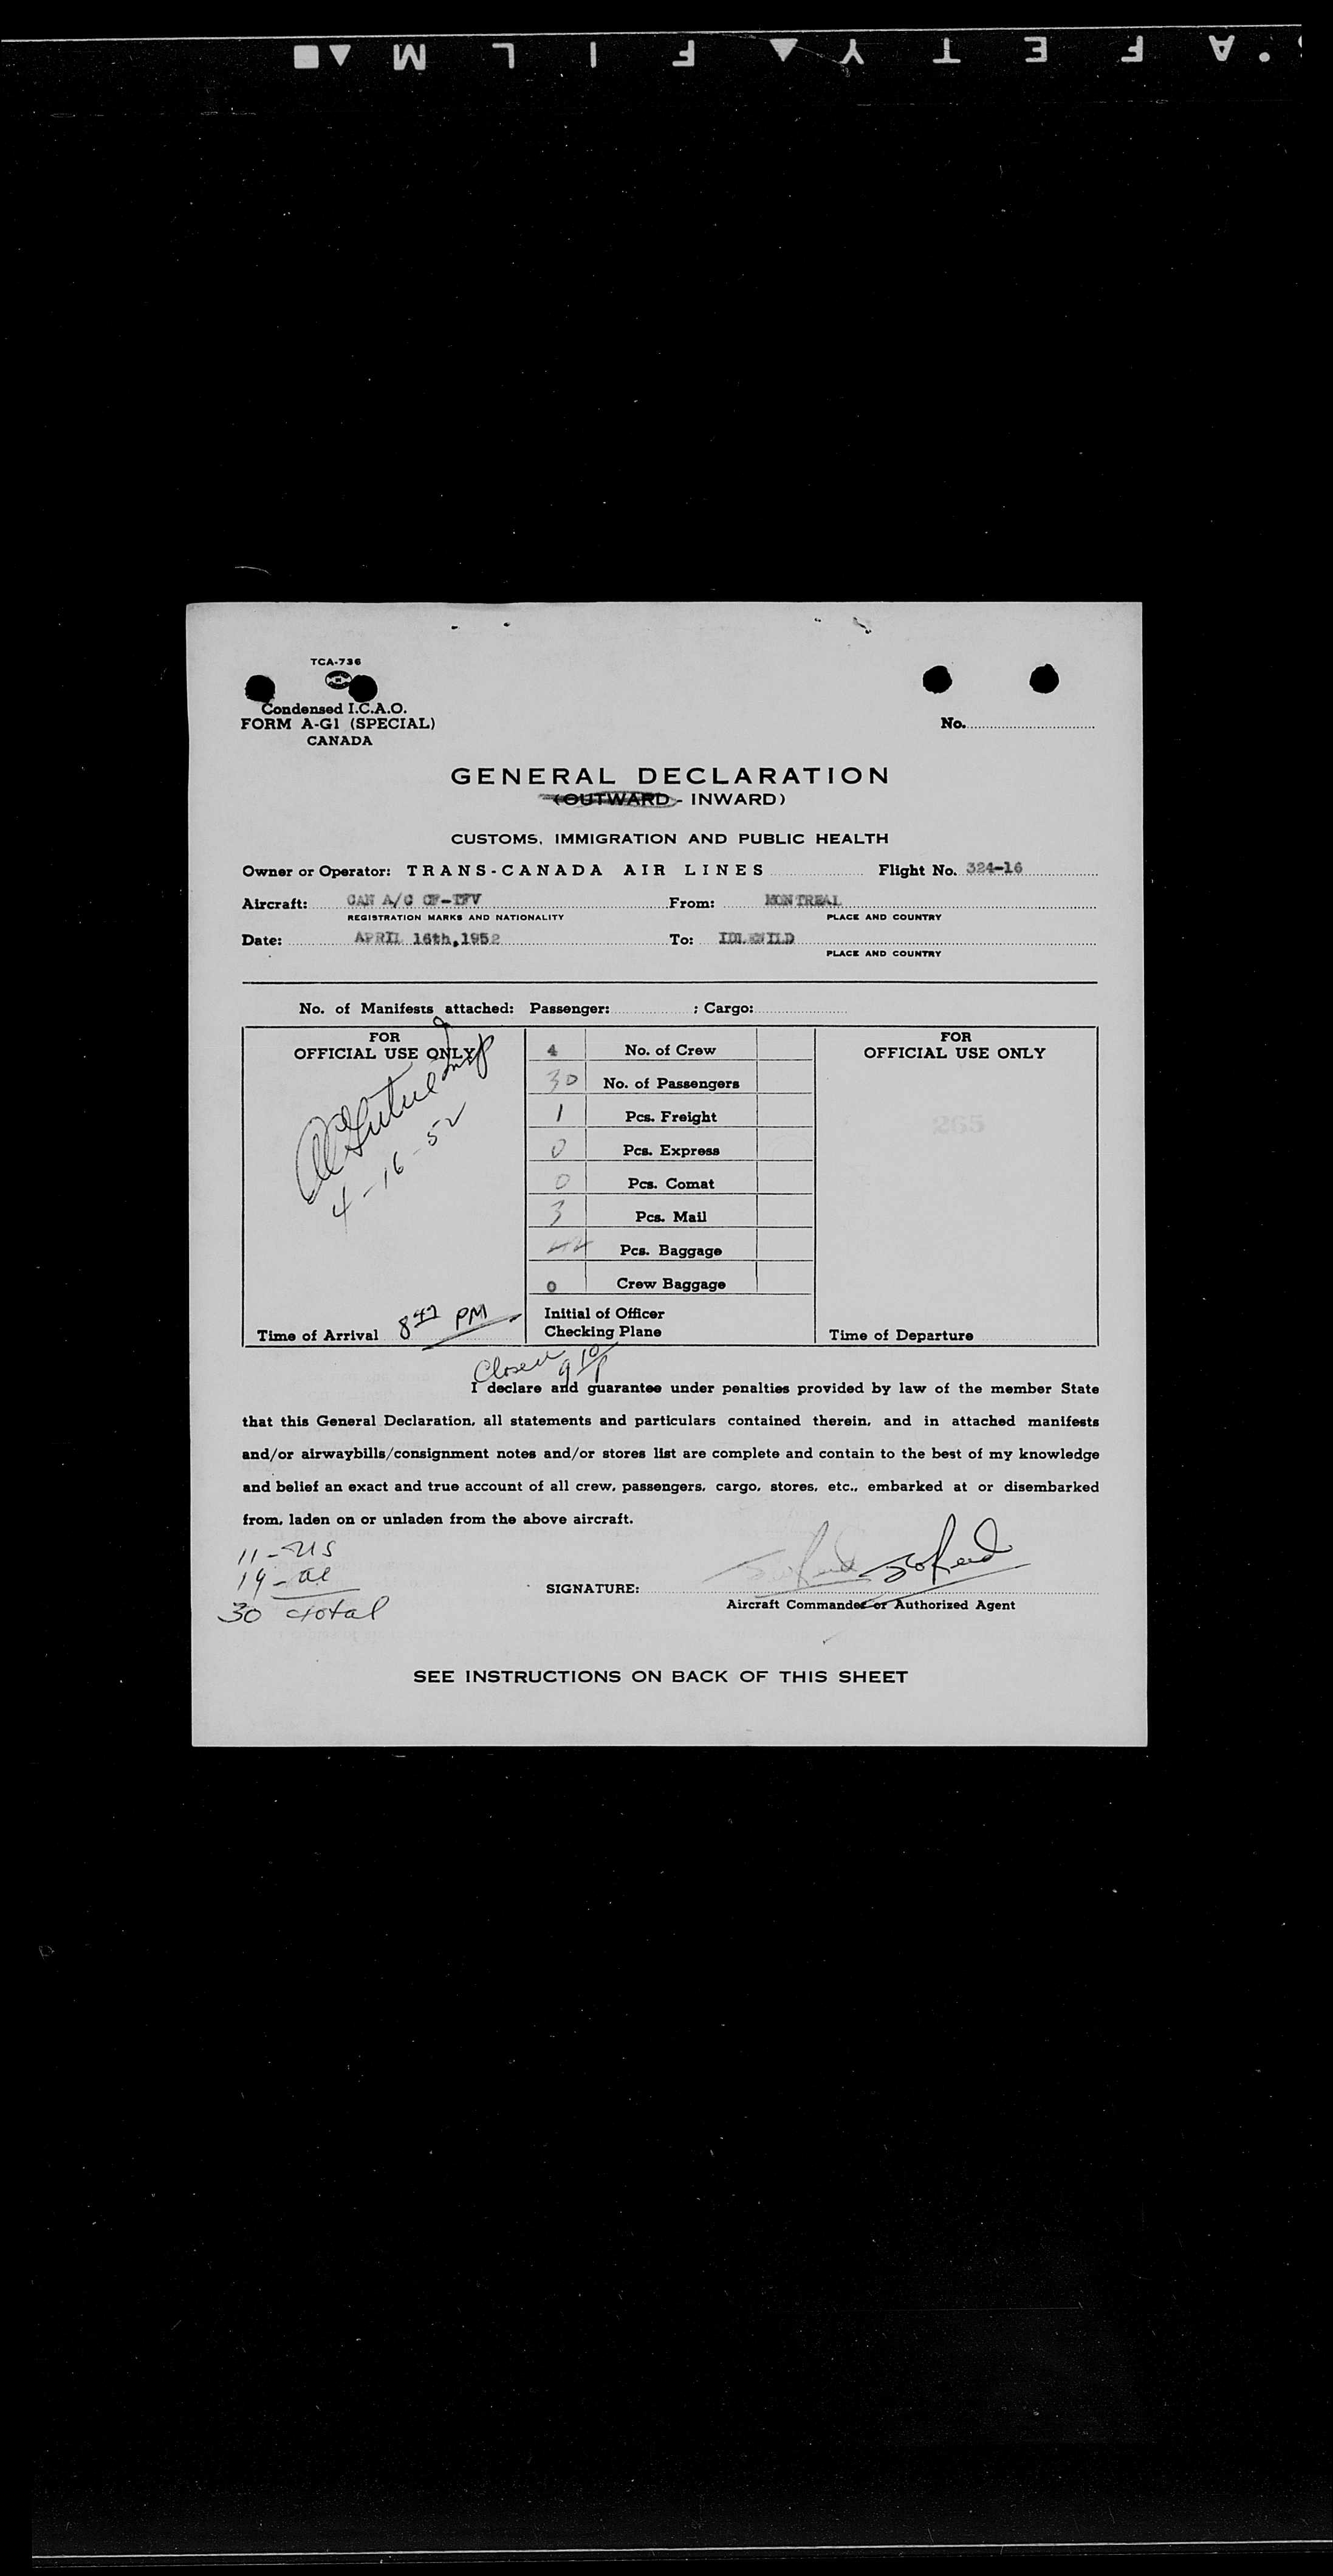 SAFETY FILM
TCA-736
Condensed I.C.A.O.
FORM A-G1 (SPECIAL)
CANADA
No.
GENERAL DECLARATION
(OUTWARD - INWARD)
CUSTOMS, IMMIGRATION AND PUBLIC HEALTH
Owner or Operator: TRANS-CANADA AIR LINES Flight No. 324-16
Aircraft: CAN A/C CF-TFV From: MONTREAL
REGISTRATION MARKS AND NATIONALITY PLACE AND COUNTRY
Date: APRIL 16th, 1952 To: IDLEWILD
PLACE AND COUNTRY
No. of Manifests attached: Passenger: ; Cargo:
FOR
OFFICIAL USE ONLY
4-16-52
Time of Arrival 8 47 PM
4 No. of Crew
30 No. of Passengers
1 Pcs. Freight
0 Pcs. Express
0 Pcs. Comat
3 Pcs. Mail
44 Pcs. Baggage
0 Crew Baggage
Initial of Officer
Checking Plane
FOR
OFFICIAL USE ONLY
265
Time of Departure
Closed 9 10/P
I declare and guarantee under penalties provided by law of the member State
that this General Declaration, all statements and particulars contained therein, and in attached manifests
and/or airwaybills/consignment notes and/or stores list are complete and contain to the best of my knowledge
and belief an exact and true account of all crew, passengers, cargo, stores, etc., embarked at or disembarked
from, laden on or unladen from the above aircraft.
11 - US
19 - al
30 total
SIGNATURE:
Aircraft Commander or Authorized Agent
SEE INSTRUCTIONS ON BACK OF THIS SHEET